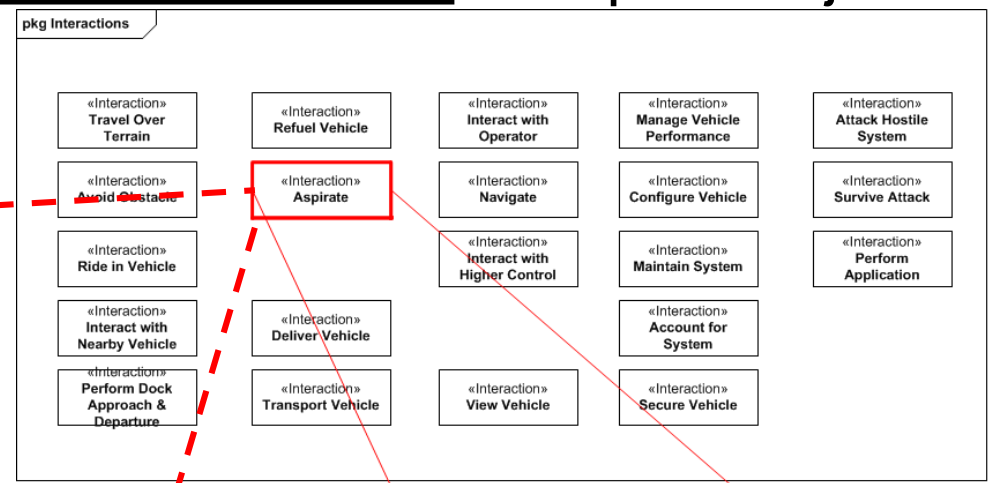 pkg Interactions
«Interaction»
Travel Over
Terrain
«Interaction»
Refuel Vehicle
«Interaction»
Interact with
Operator
«Interaction»
Manage Vehicle
Performance
«Interaction»
Attack Hostile
System
«Interaction»
Avoid Obstacle
«Interaction»
Aspirate
«Interaction»
Navigate
«Interaction»
Configure Vehicle
«Interaction»
Survive Attack
«Interaction»
Ride in Vehicle
«Interaction»
Interact with
Higher Control
«Interaction»
Maintain System
«Interaction»
Perform
Application
«Interaction»
Interact with
Nearby Vehicle
«Interaction»
Deliver Vehicle
«Interaction»
Account for
System
«Interaction»
Perform Dock
Approach &
Departure
«Interaction»
Transport Vehicle
«Interaction»
View Vehicle
«Interaction»
Secure Vehicle